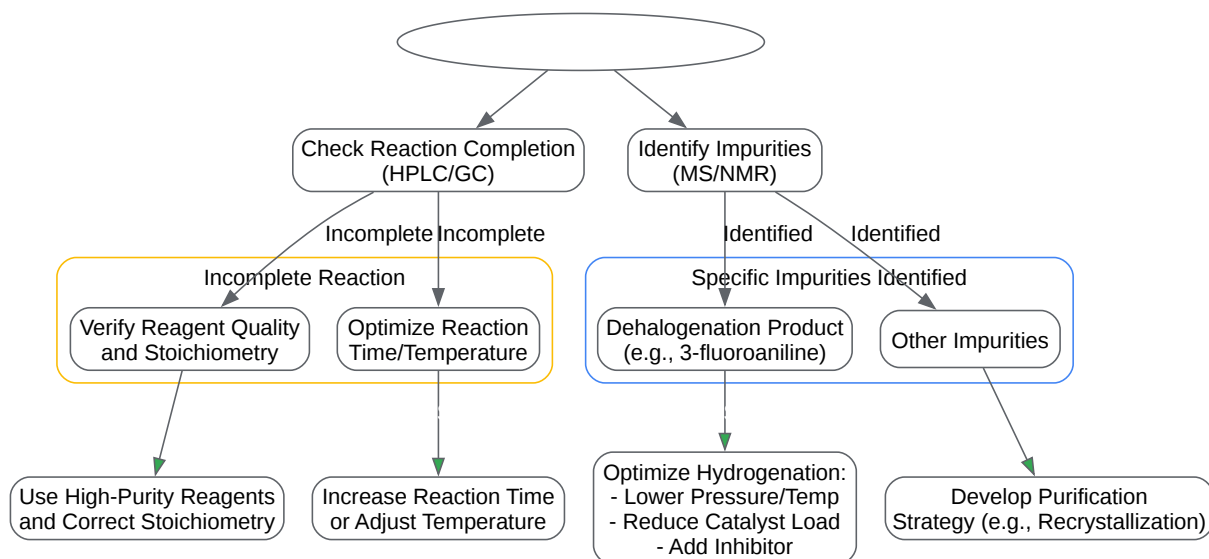 Check Reaction Completion
(HPLC/GC)
Identify Impurities
(MS/NMR)
Incomplete
Incomplete
Identified
Identified
Incomplete Reaction
Specific Impurities Identified
Verify Reagent Quality
and Stoichiometry
Optimize Reaction
Time/Temperature
Dehalogenation Product
(e.g., 3-fluoroaniline)
Other Impurities
Use High-Purity Reagents
and Correct Stoichiometry
Increase Reaction Time
or Adjust Temperature
Optimize Hydrogenation:
- Lower Pressure/Temp
- Reduce Catalyst Load
- Add Inhibitor
Develop Purification
Strategy (e.g., Recrystallization)